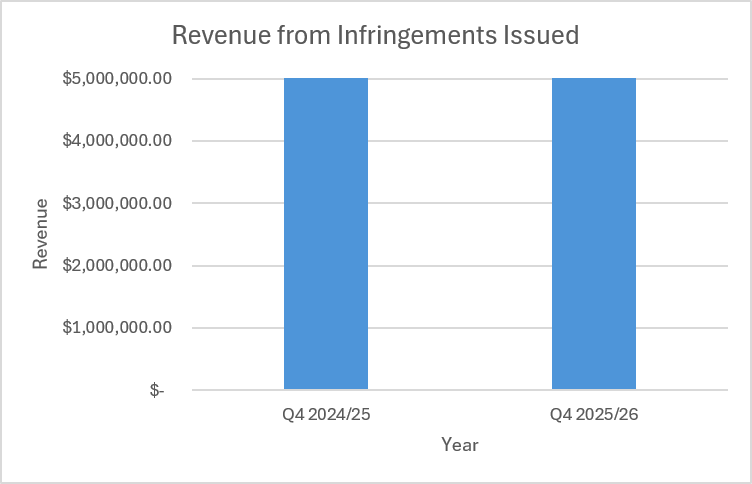 Revenue from Infringements Issued
$5,000,000.00
$4,000,000.00
$3,000,000.00
$2,000,000.00
$1,000,000.00
$-
Revenue
Q4 2024/25
Q4 2025/26
Year